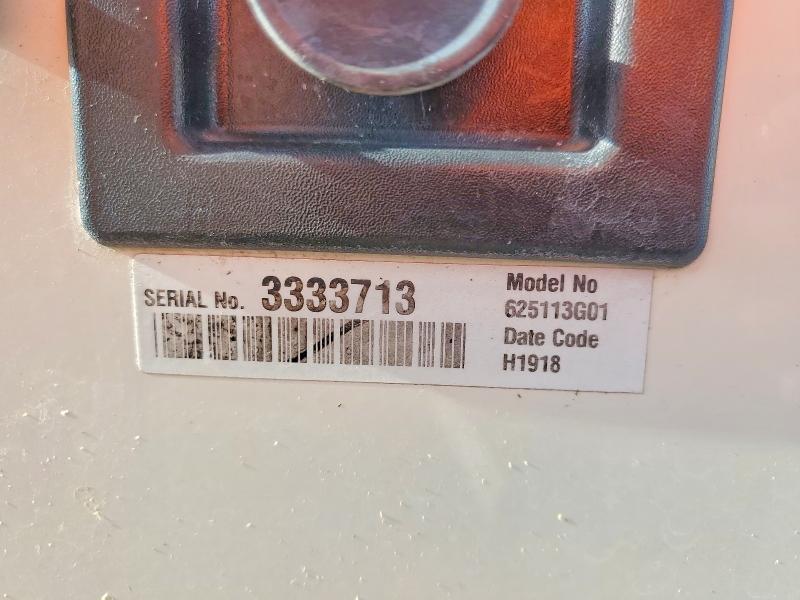 SERIAL No. 3333713
Model No
625113G01
Date Code
H1918